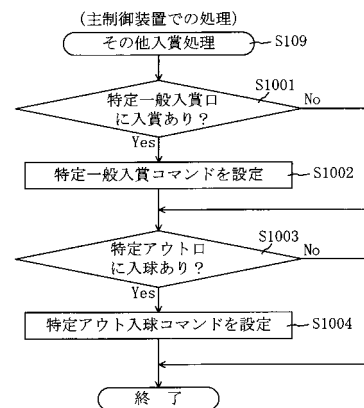 (主制御装置での処理)
その他入賞処理
S109
特定一般入賞口
に入賞あり？
S1001
No
Yes
特定一般入賞コマンドを設定
S1002
特定アウト口
に入球あり？
S1003
No
Yes
特定アウト入球コマンドを設定
S1004
終 了